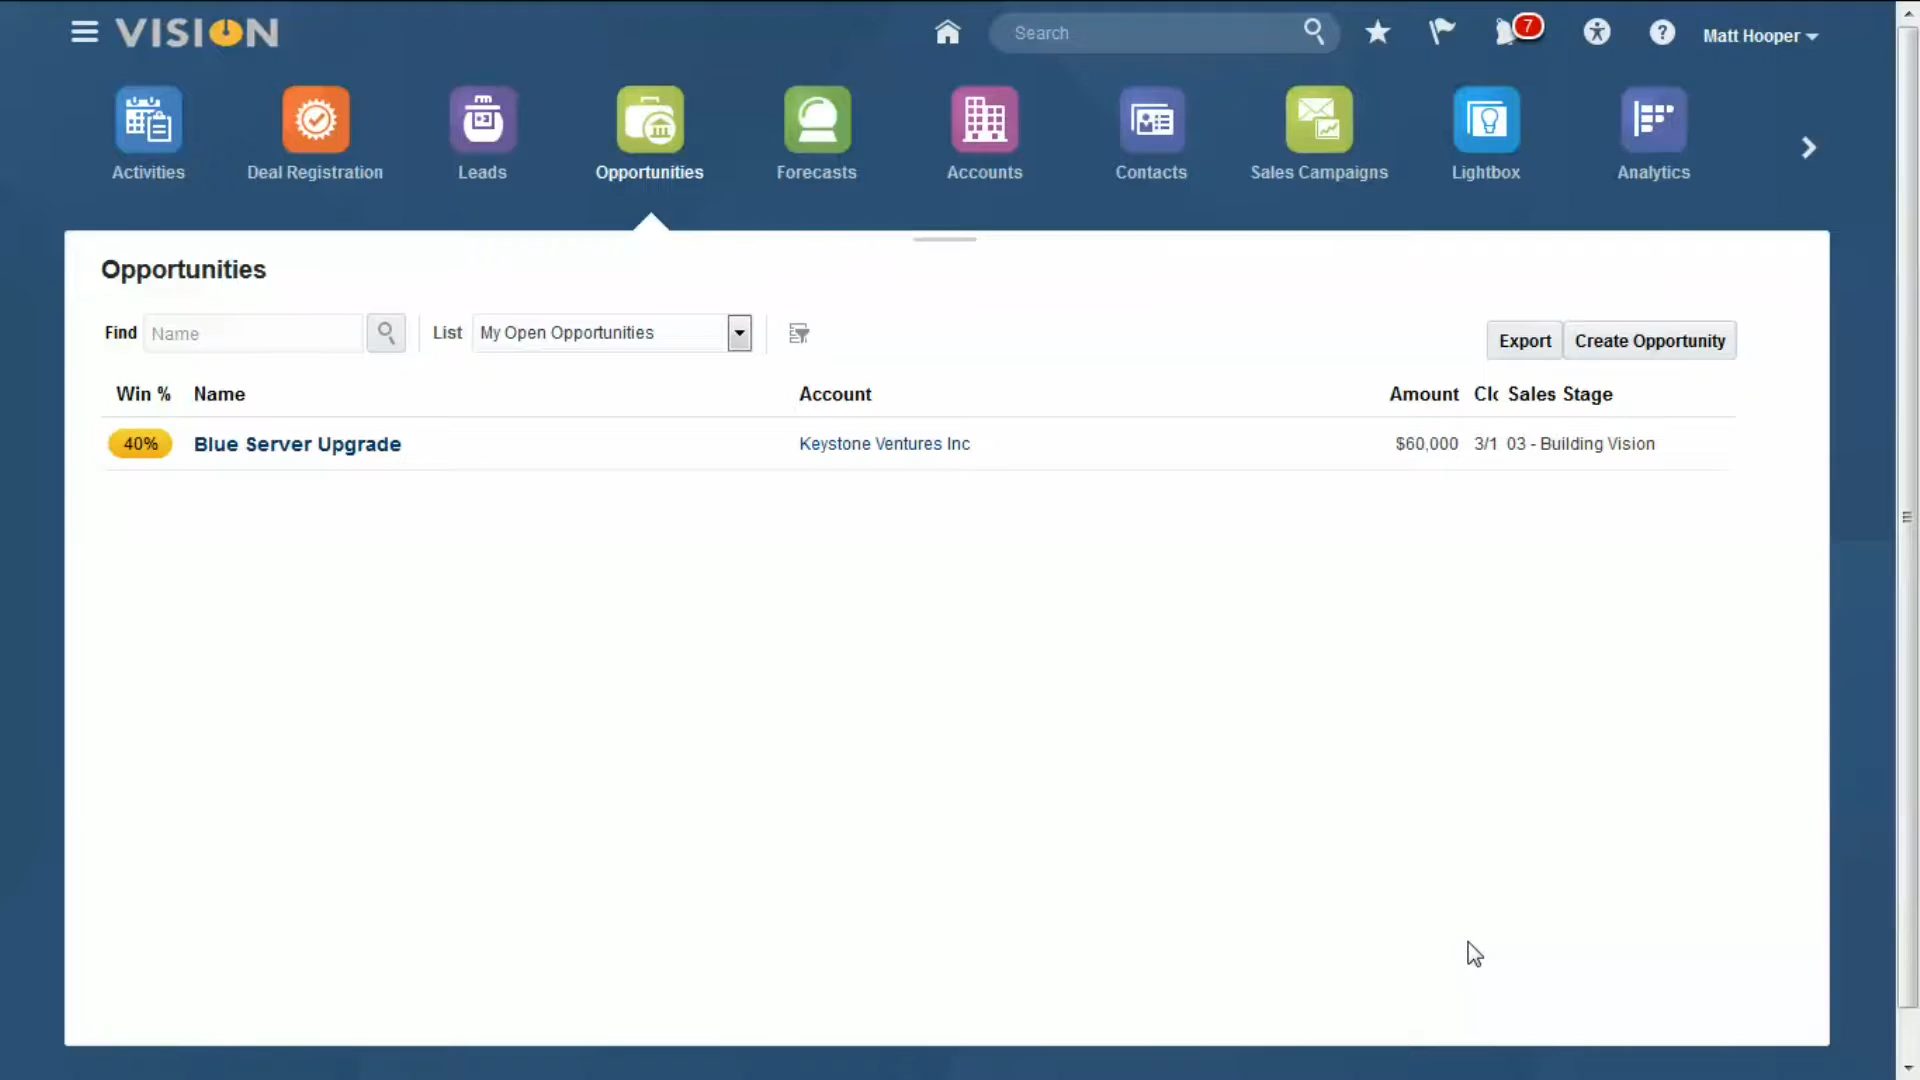 VISION
Search
7
?
Matt Hooper
Activities
Deal Registration
Leads
Opportunities
Forecasts
Accounts
Contacts
Sales Campaigns
Lightbox
Analytics
Opportunities
Find Name List My Open Opportunities
Export Create Opportunity
Win % Name Account Amount Clc Sales Stage
40% Blue Server Upgrade Keystone Ventures Inc $60,000 3/1 03 - Building Vision